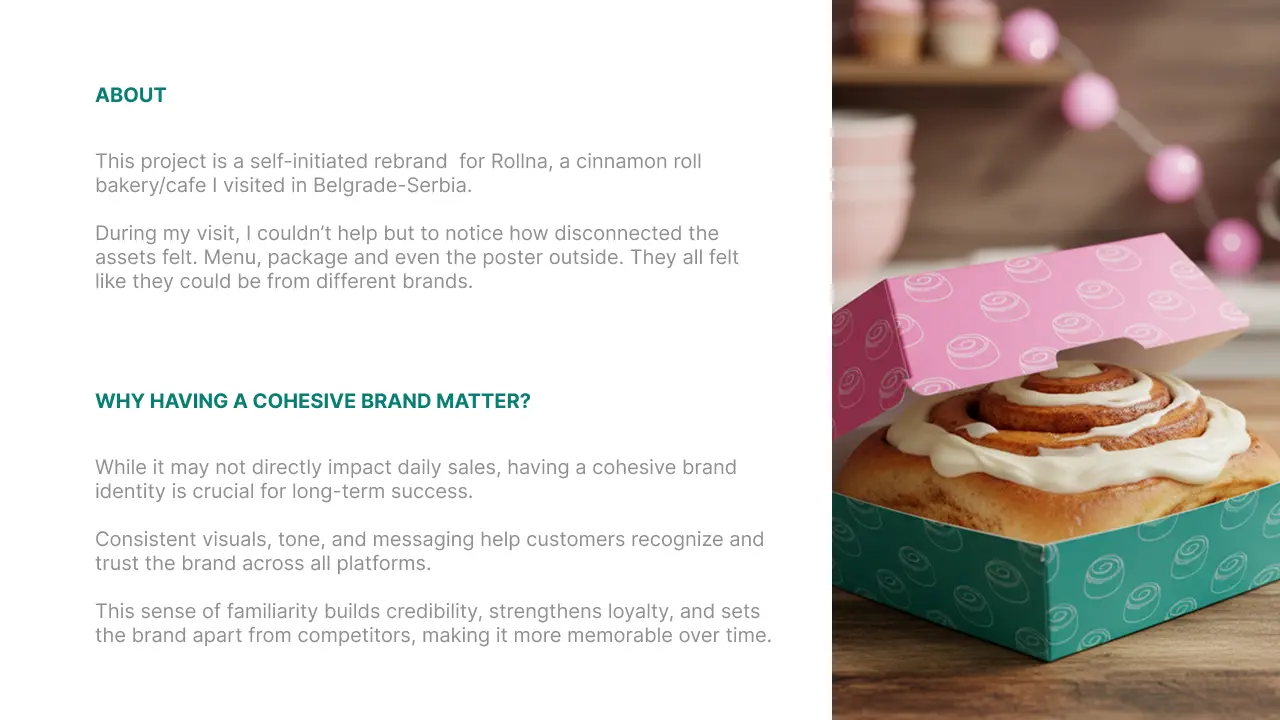 ABOUT
This project is a self-initiated rebrand  for Rollna, a cinnamon roll
bakery/cafe I visited in Belgrade-Serbia.
During my visit, I couldn’t help but to notice how disconnected the
assets felt. Menu, package and even the poster outside. They all felt
like they could be from different brands.
WHY HAVING A COHESIVE BRAND MATTER?
While it may not directly impact daily sales, having a cohesive brand
identity is crucial for long-term success.
Consistent visuals, tone, and messaging help customers recognize and
trust the brand across all platforms.
This sense of familiarity builds credibility, strengthens loyalty, and sets
the brand apart from competitors, making it more memorable over time.